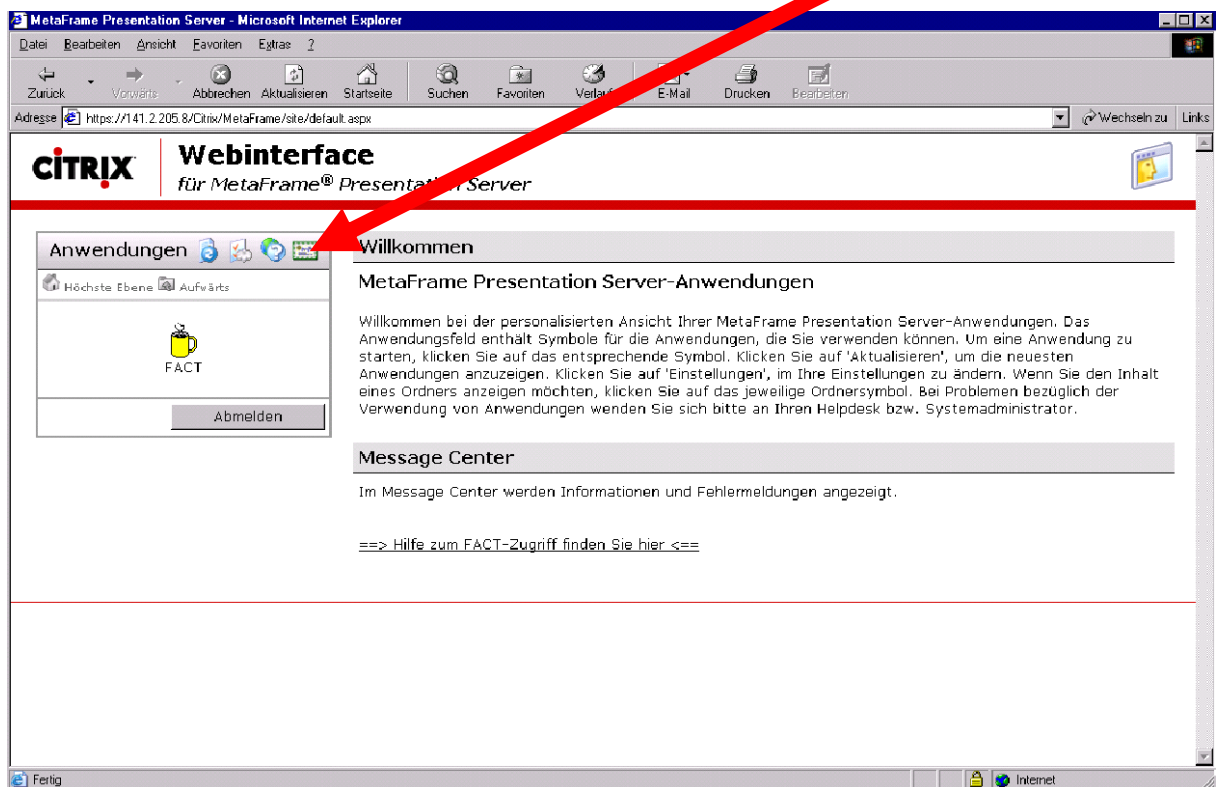 MetaFrame Presentation Server - Microsoft Internet Explorer
Datei Bearbeiten Ansicht Favoriten Extras ?
Zurück Vorwärts Abbrechen Aktualisieren Startseite Suchen Favoriten Verlauf E-Mail Drucken Bearbeiten
Adresse https://141.2.205.8/Citrix/MetaFrame/site/default.aspx Wechseln zu Links
CİTRIX Webinterface
für MetaFrame® Presentation Server
Anwendungen
Höchste Ebene Aufwärts
FACT
Abmelden
Willkommen
MetaFrame Presentation Server-Anwendungen
Willkommen bei der personalisierten Ansicht Ihrer MetaFrame Presentation Server-Anwendungen. Das
Anwendungsfeld enthält Symbole für die Anwendungen, die Sie verwenden können. Um eine Anwendung zu
starten, klicken Sie auf das entsprechende Symbol. Klicken Sie auf 'Aktualisieren', um die neuesten
Anwendungen anzuzeigen. Klicken Sie auf 'Einstellungen', im Ihre Einstellungen zu ändern. Wenn Sie den Inhalt
eines Ordners anzeigen möchten, klicken Sie auf das jeweilige Ordnersymbol. Bei Problemen bezüglich der
Verwendung von Anwendungen wenden Sie sich bitte an Ihren Helpdesk bzw. Systemadministrator.
Message Center
Im Message Center werden Informationen und Fehlermeldungen angezeigt.
==> Hilfe zum FACT-Zugriff finden Sie hier <==
Fertig Internet